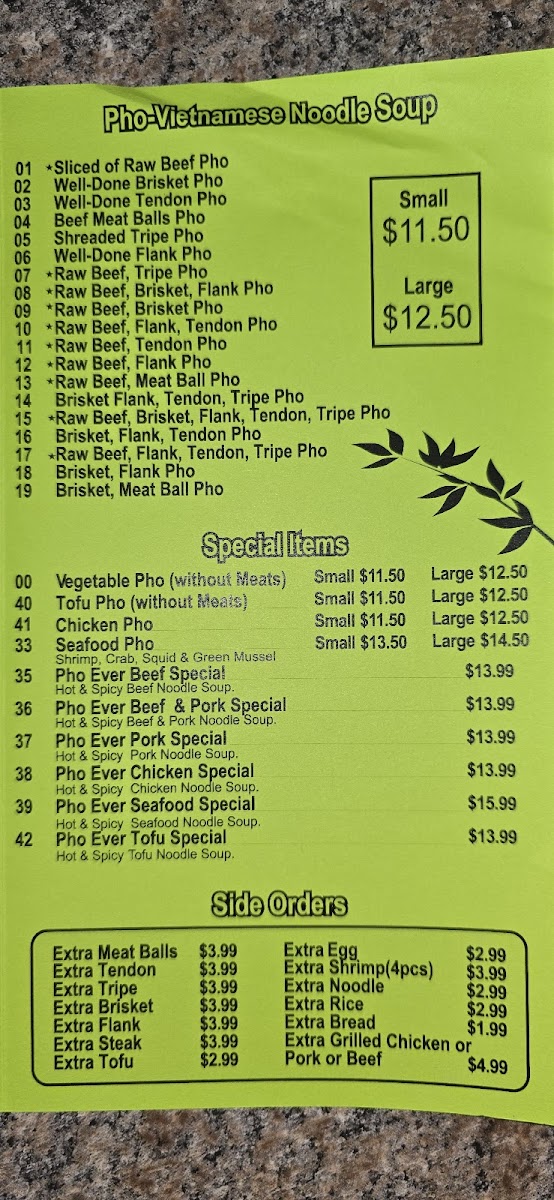 Pho-Vietnamese Noodle Soup
01 *Sliced of Raw Beef Pho
02 Well-Done Brisket Pho
03 Well-Done Tendon Pho
04 Beef Meat Balls Pho
05 Shreaded Tripe Pho
06 Well-Done Flank Pho
07 *Raw Beef, Tripe Pho
08 *Raw Beef, Brisket, Flank Pho
09 *Raw Beef, Brisket Pho
10 *Raw Beef, Flank, Tendon Pho
11 *Raw Beef, Tendon Pho
12 *Raw Beef, Flank Pho
13 *Raw Beef, Meat Ball Pho
14 Brisket Flank, Tendon, Tripe Pho
15 *Raw Beef, Brisket, Flank, Tendon, Tripe Pho
16 Brisket, Flank, Tendon Pho
17 *Raw Beef, Flank, Tendon, Tripe Pho
18 Brisket, Flank Pho
19 Brisket, Meat Ball Pho
Small
$11.50
Large
$12.50
Special Items
00 Vegetable Pho (without Meats) Small $11.50 Large $12.50
40 Tofu Pho (without Meats) Small $11.50 Large $12.50
41 Chicken Pho Small $11.50 Large $12.50
33 Seafood Pho Small $13.50 Large $14.50
Shrimp, Crab, Squid & Green Mussel
35 Pho Ever Beef Special $13.99
Hot & Spicy Beef Noodle Soup.
36 Pho Ever Beef & Pork Special $13.99
Hot & Spicy Beef & Pork Noodle Soup.
37 Pho Ever Pork Special $13.99
Hot & Spicy Pork Noodle Soup.
38 Pho Ever Chicken Special $13.99
Hot & Spicy Chicken Noodle Soup.
39 Pho Ever Seafood Special $15.99
Hot & Spicy Seafood Noodle Soup.
42 Pho Ever Tofu Special $13.99
Hot & Spicy Tofu Noodle Soup.
Side Orders
Extra Meat Balls $3.99
Extra Tendon $3.99
Extra Tripe $3.99
Extra Brisket $3.99
Extra Flank $3.99
Extra Steak $3.99
Extra Tofu $2.99
Extra Egg $2.99
Extra Shrimp(4pcs) $3.99
Extra Noodle $2.99
Extra Rice $2.99
Extra Bread $1.99
Extra Grilled Chicken or
Pork or Beef $4.99